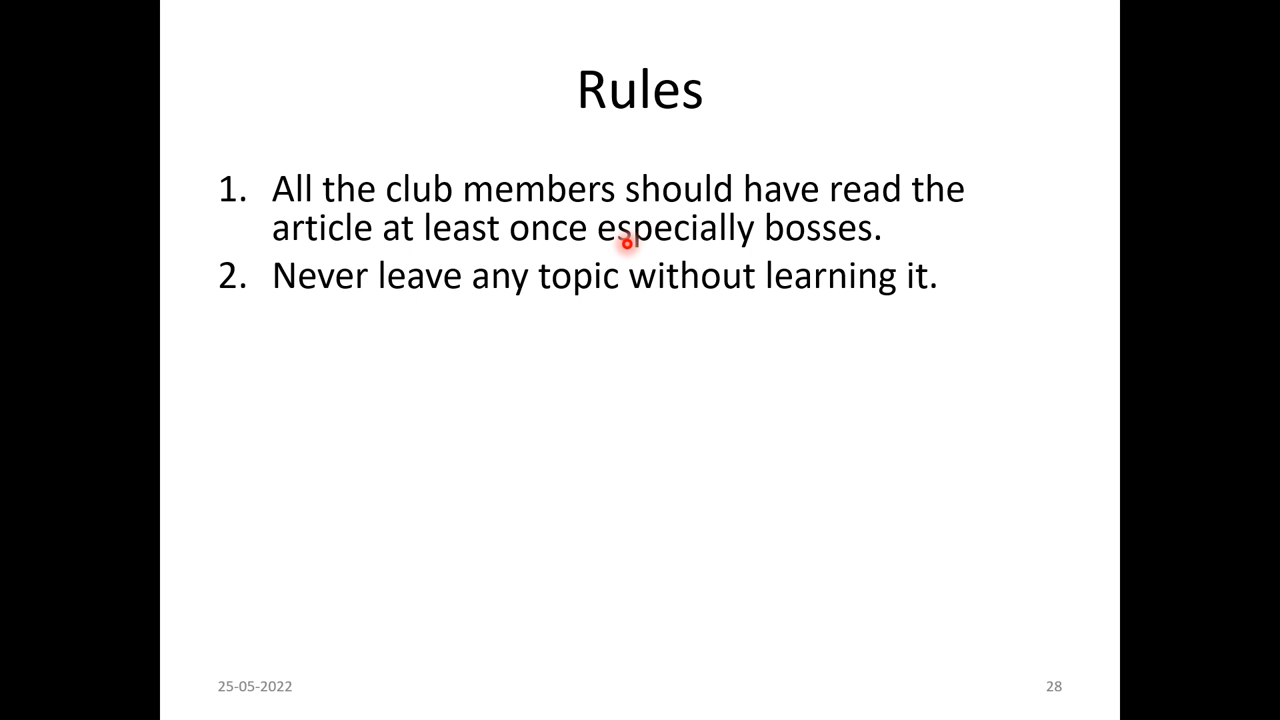 Rules
1. All the club members should have read the
article at least once especially bosses.
2. Never leave any topic without learning it.
25-05-2022
28